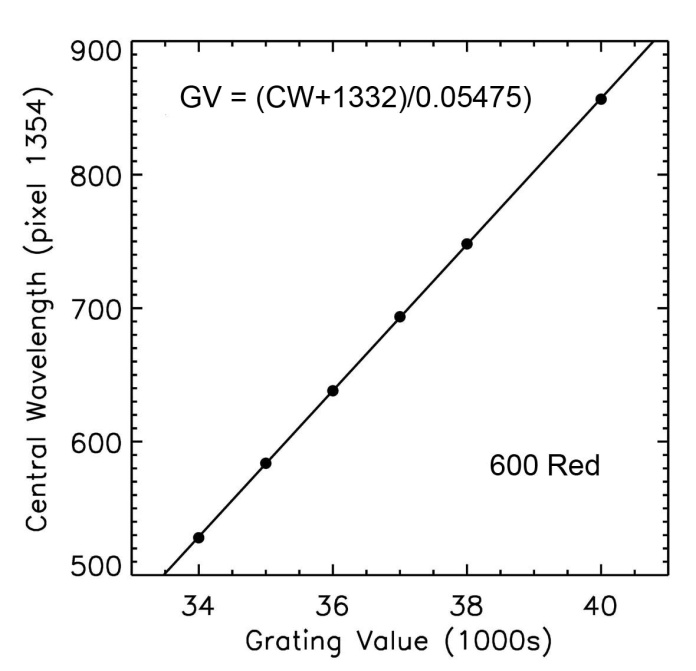 900
GV = (CW+1332)/0.05475)
800
700
600
600 Red
500
34 36 38 40
Grating Value (1000s)
Central Wavelength (pixel 1354)